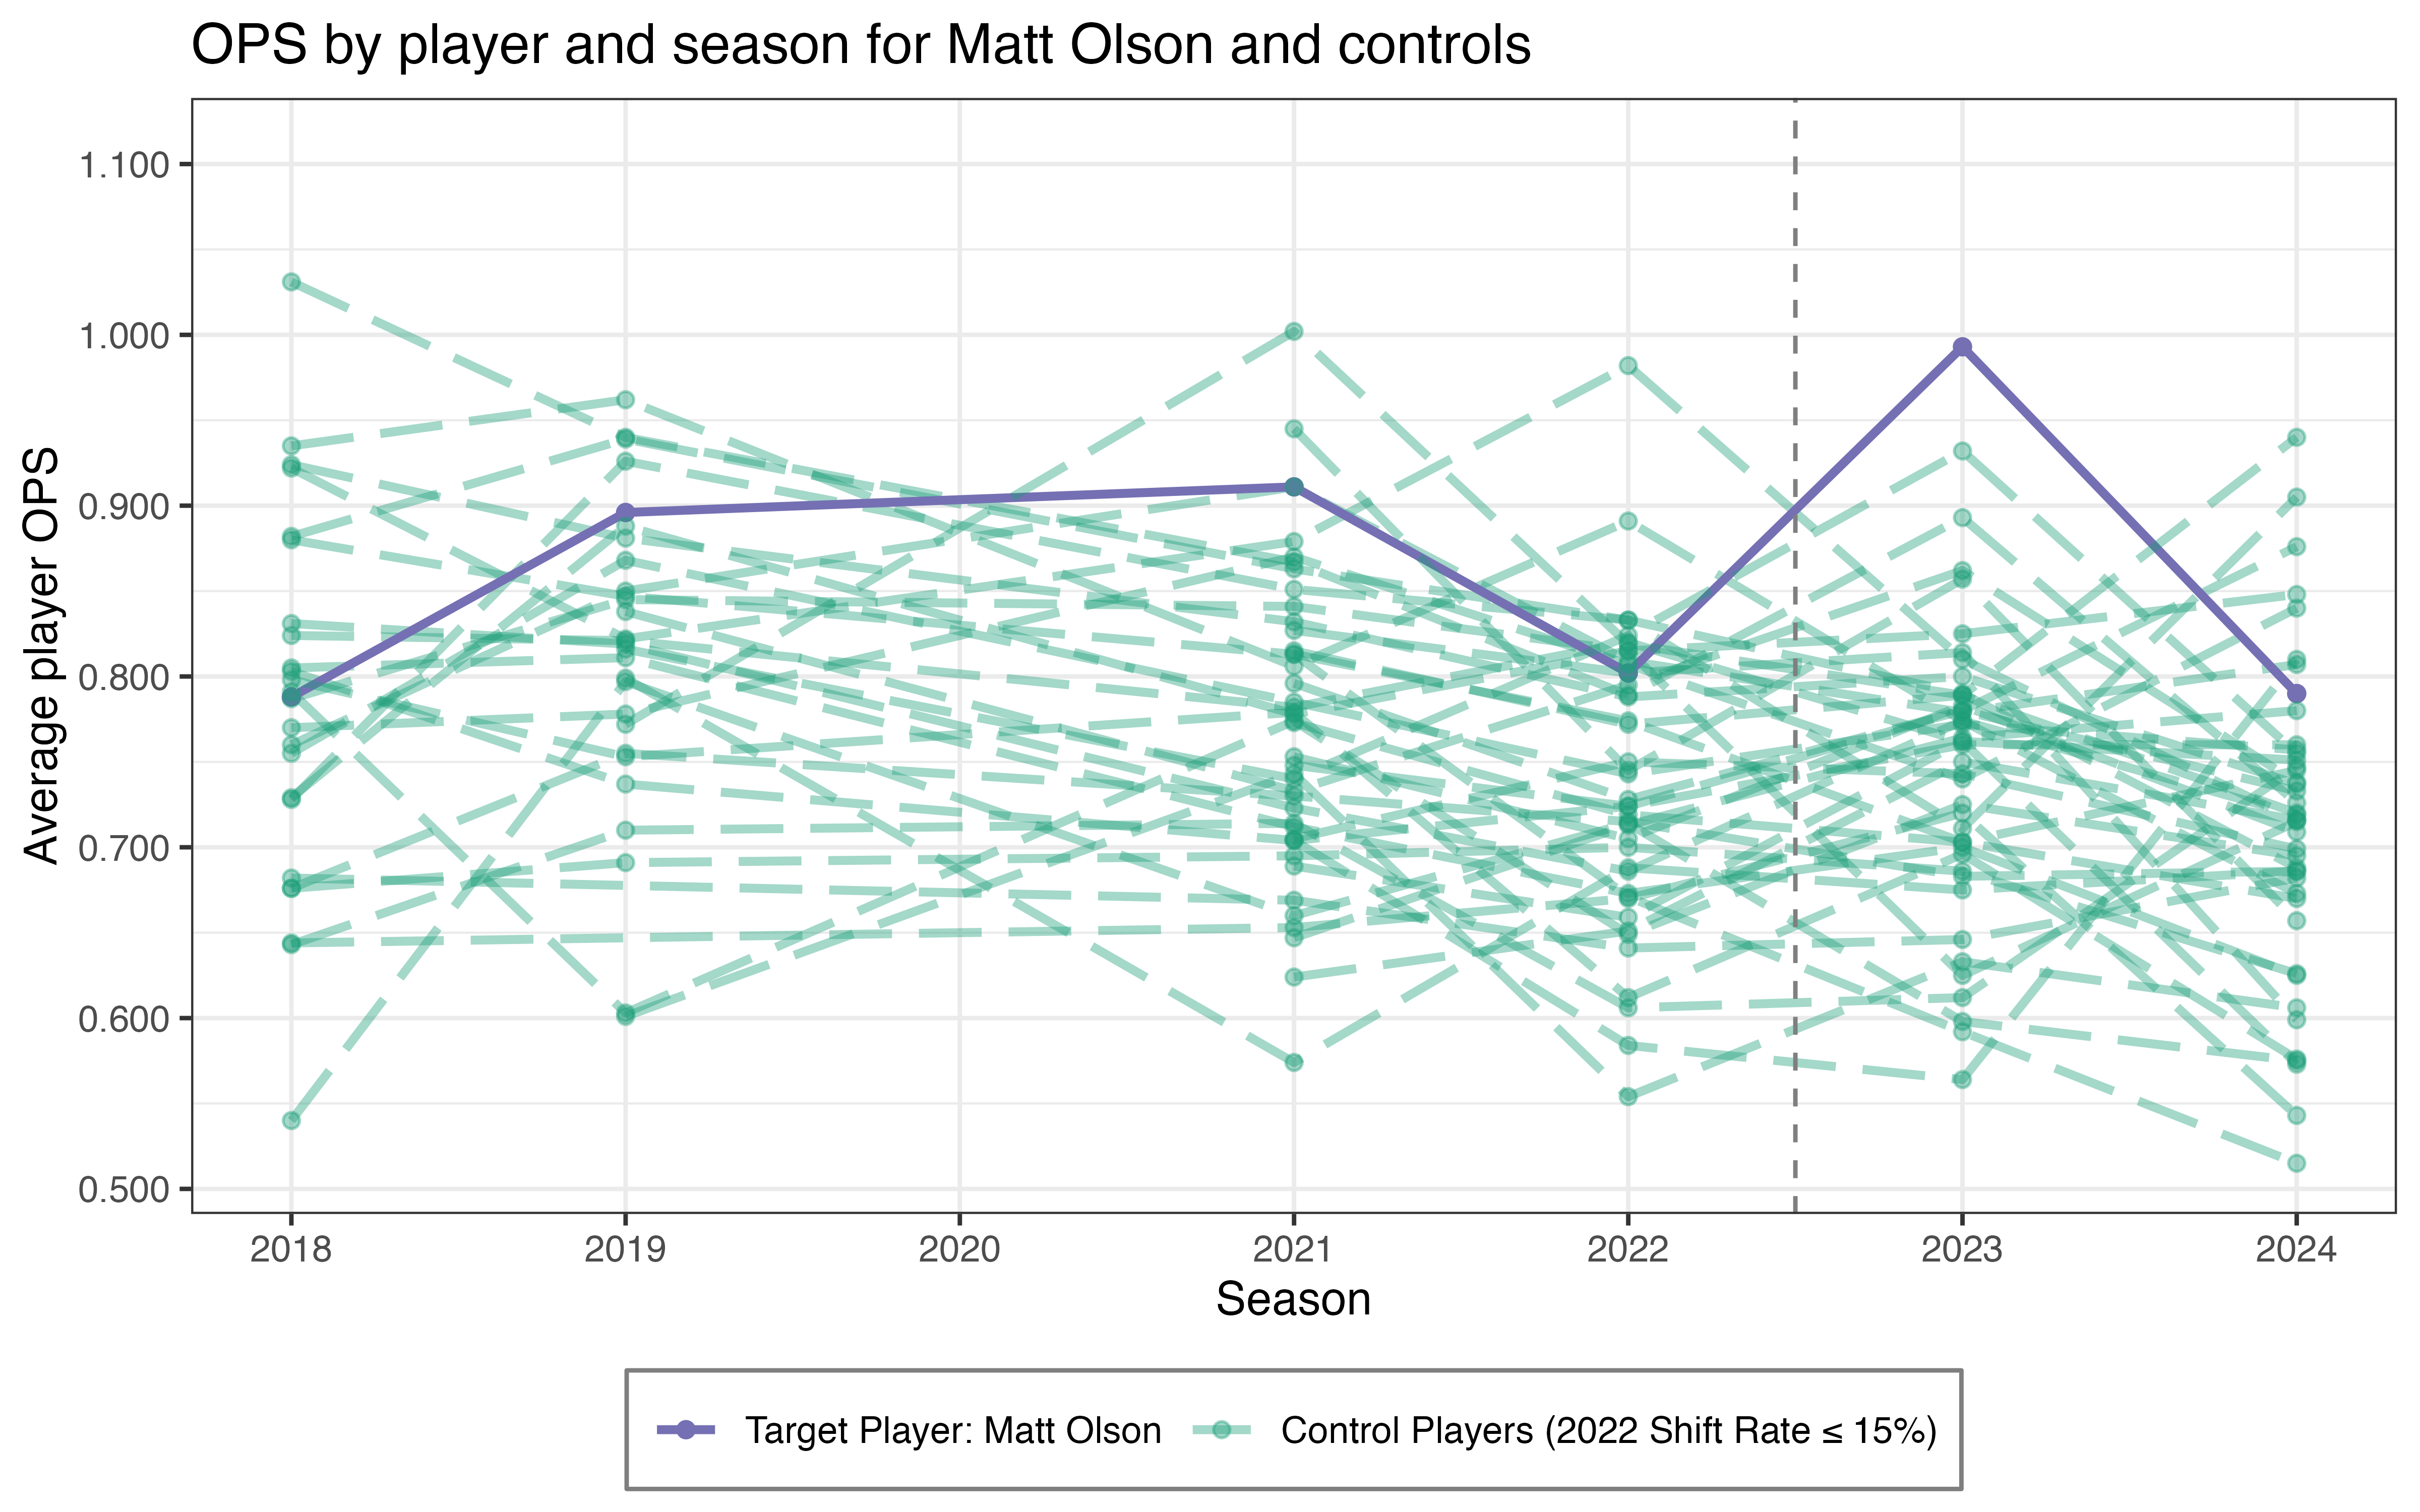 OPS by player and season for Matt Olson and controls
Average player OPS
1.100
1.000
0.900
0.800
0.700
0.600
0.500
2018 2019 2020 2021 2022 2023 2024
Season
Target Player: Matt Olson Control Players (2022 Shift Rate ≤ 15%)